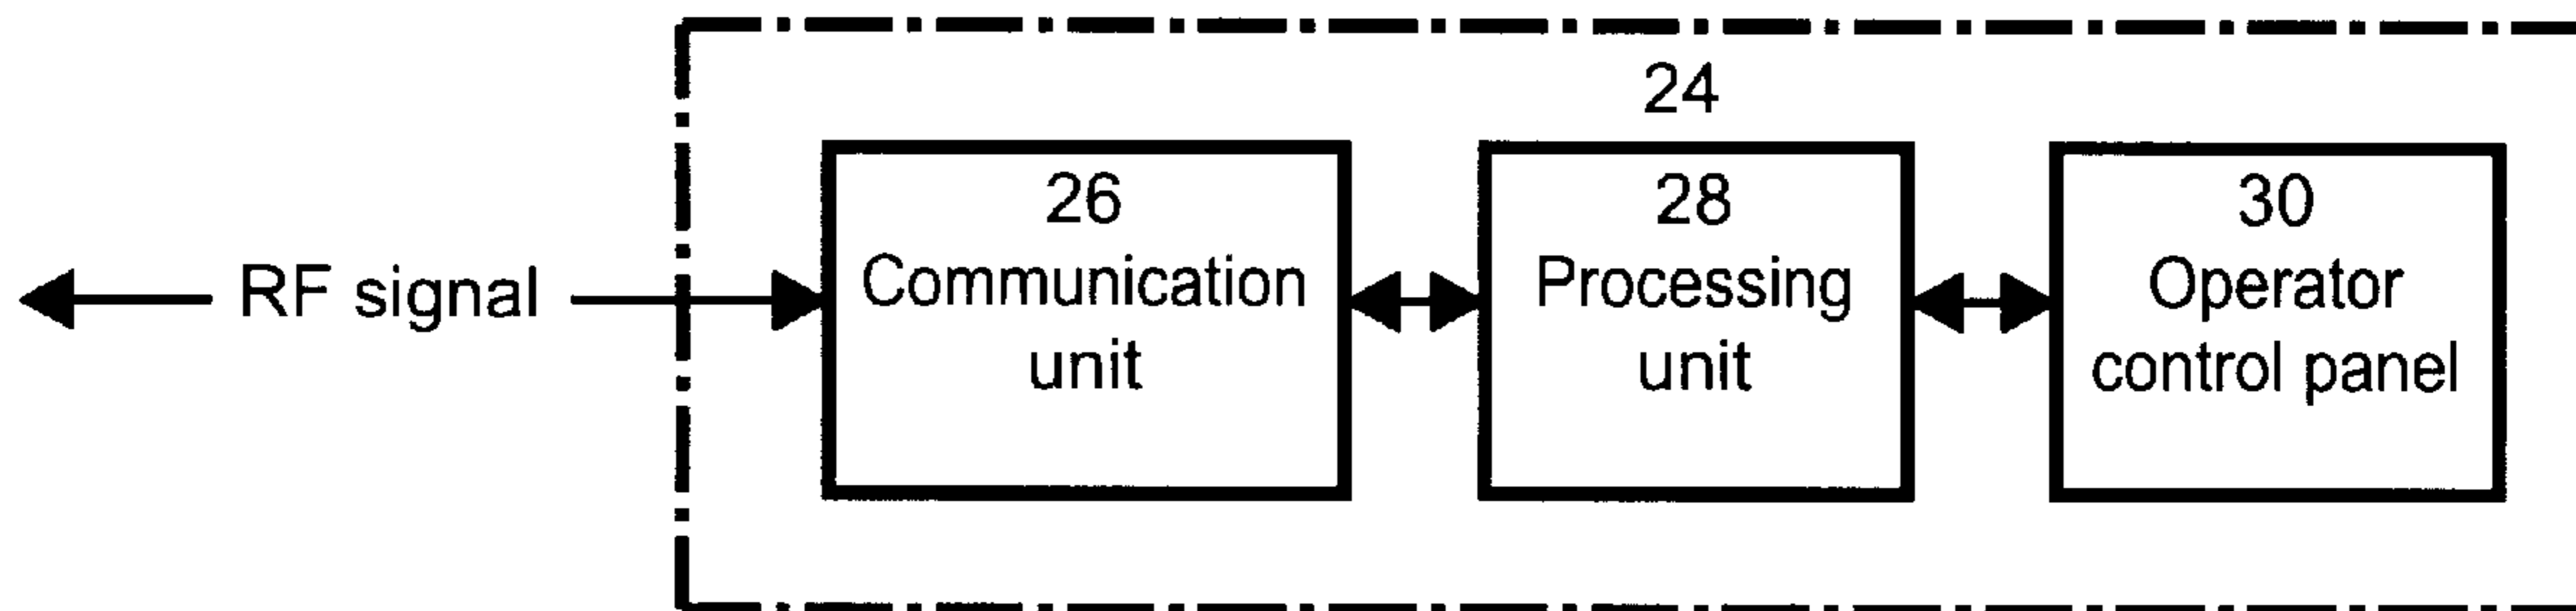 24
RF signal
26
Communication
unit
28
Processing
unit
30
Operator
control panel